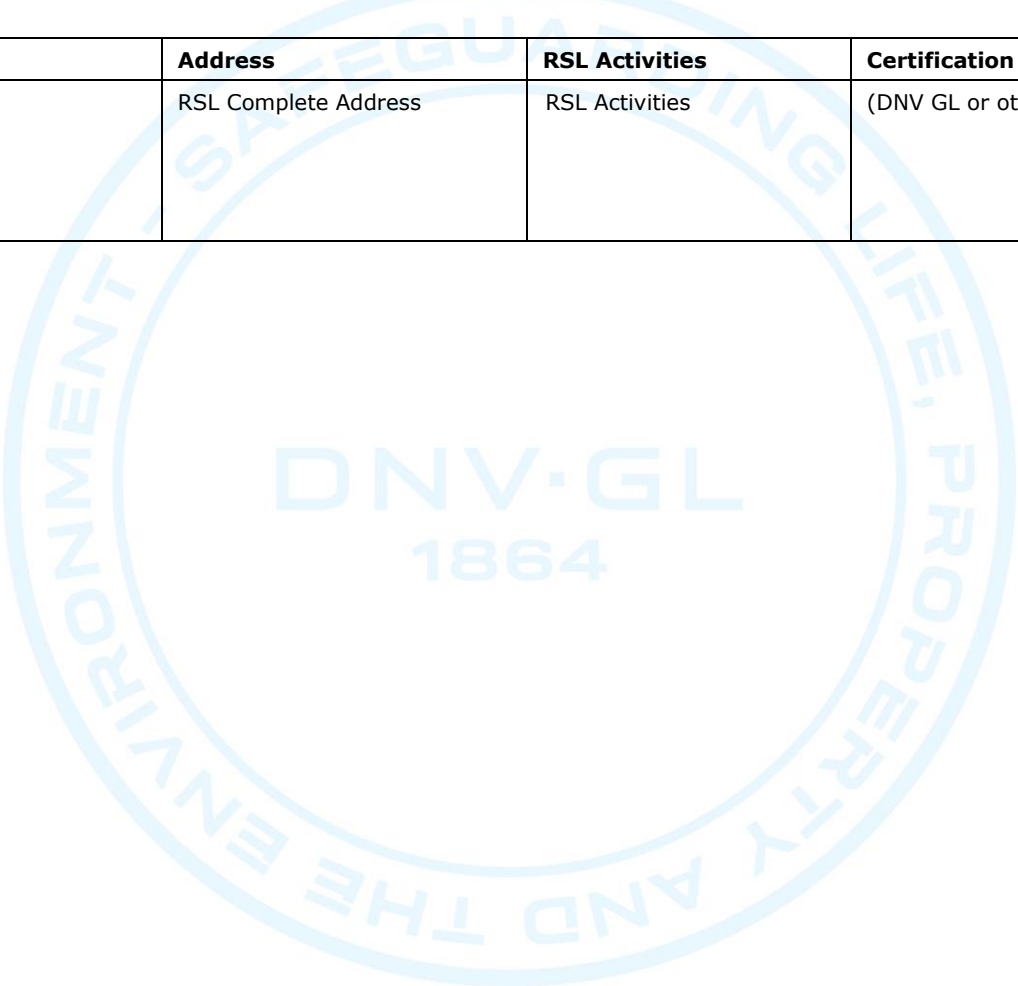 Address RSL Activities Certification
RSL Complete Address RSL Activities (DNV GL or ot
SAFEGUARDING LIFE, PROPERTY AND THE ENVIRONMENT -
DNV·GL
1864